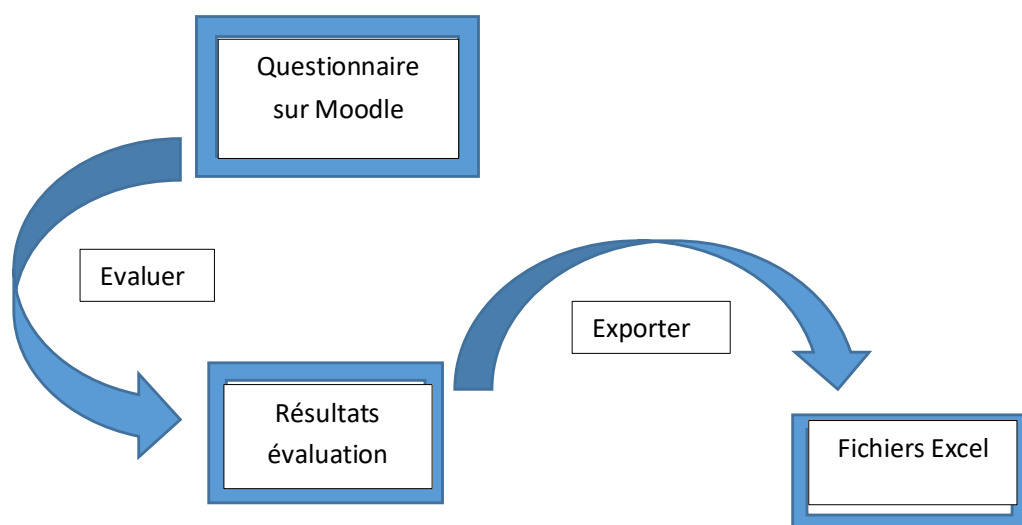 Questionnaire
sur Moodle
Evaluer
Exporter
Résultats
évaluation
Fichiers Excel